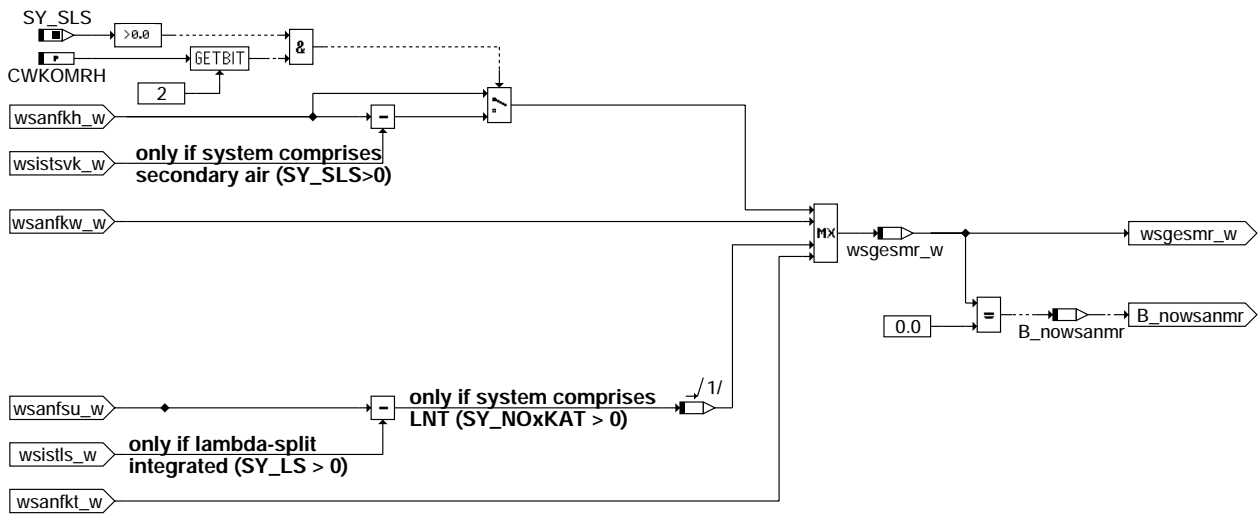 SY_SLS
>0.0
&
CWKOMRH
P
GETBIT
2
wsanfkh_w
-
wsistsvk_w
only if system comprises
secondary air (SY_SLS>0)
wsanfkw_w
MX
wsgesmr_w
wsgesmr_w
0.0
=
B_nowsanmr
B_nowsanmr
wsanfsu_w
-
only if system comprises
LNT (SY_NOxKAT > 0)
/1/
wsistls_w
only if lambda-split
integrated (SY_LS > 0)
wsanfkt_w